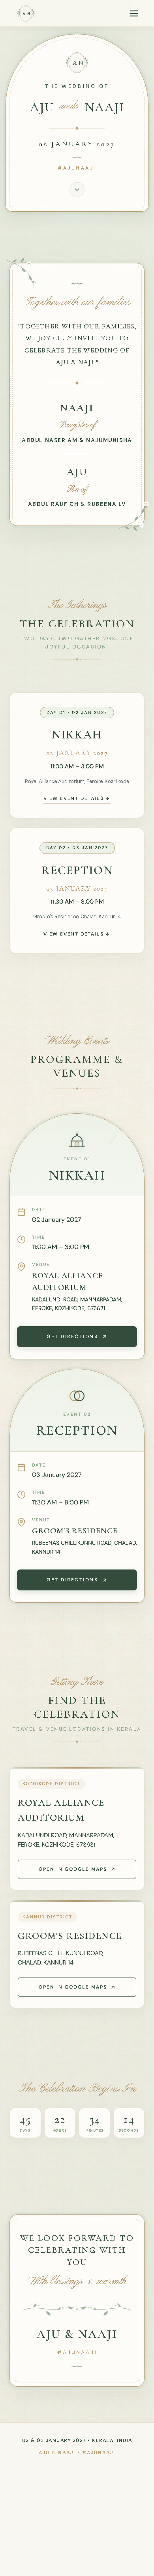 AN
THE WEDDING OF
AJU weds NAAJI
02 JANUARY 2027
#AJUNAAJI
Together with our families
"TOGETHER WITH OUR FAMILIES,
WE JOYFULLY INVITE YOU TO
CELEBRATE THE WEDDING OF
AJU & NAJI."
NAAJI
Daughter of
ABDUL NASER AM & NAJUMUNISHA
AJU
Son of
ABDUL RAUF CH & RUBEENA LV
The Gatherings
THE CELEBRATION
TWO DAYS. TWO GATHERINGS. ONE
JOYFUL OCCASION.
DAY 01 • 02 JAN 2027
NIKKAH
02 JANUARY 2027
11:00 AM – 3:00 PM
Royal Alliance Auditorium, Feroke, Kozhikode
VIEW EVENT DETAILS ↓
DAY 02 • 03 JAN 2027
RECEPTION
03 JANUARY 2027
11:30 AM – 8:00 PM
Groom's Residence, Chalad, Kannur 14
VIEW EVENT DETAILS ↓
Wedding Events
PROGRAMME &
VENUES
EVENT 01
NIKKAH
DATE
02 January 2027
TIME
11:00 AM – 3:00 PM
VENUE
ROYAL ALLIANCE
AUDITORIUM
KADALUNDI ROAD, MANNARPADAM,
FEROKE, KOZHIKODE, 673631
GET DIRECTIONS ↗
EVENT 02
RECEPTION
DATE
03 January 2027
TIME
11:30 AM – 8:00 PM
VENUE
GROOM'S RESIDENCE
RUBEENAS CHILLIKUNNU ROAD, CHALAD,
KANNUR 14
GET DIRECTIONS ↗
Getting There
FIND THE
CELEBRATION
TRAVEL & VENUE LOCATIONS IN KERALA
KOZHIKODE DISTRICT
ROYAL ALLIANCE
AUDITORIUM
KADALUNDI ROAD, MANNARPADAM,
FEROKE, KOZHIKODE, 673631
OPEN IN GOOGLE MAPS ↗
KANNUR DISTRICT
GROOM'S RESIDENCE
RUBEENAS CHILLIKUNNU ROAD,
CHALAD, KANNUR 14
OPEN IN GOOGLE MAPS ↗
The Celebration Begins In
45 22 34 14
DAYS HOURS MINUTES SECONDS
WE LOOK FORWARD TO
CELEBRATING WITH
YOU
With blessings & warmth
AJU & NAAJI
#AJUNAAJI
02 & 03 JANUARY 2027 • KERALA, INDIA
AJU & NAAJI • #AJUNAAJI